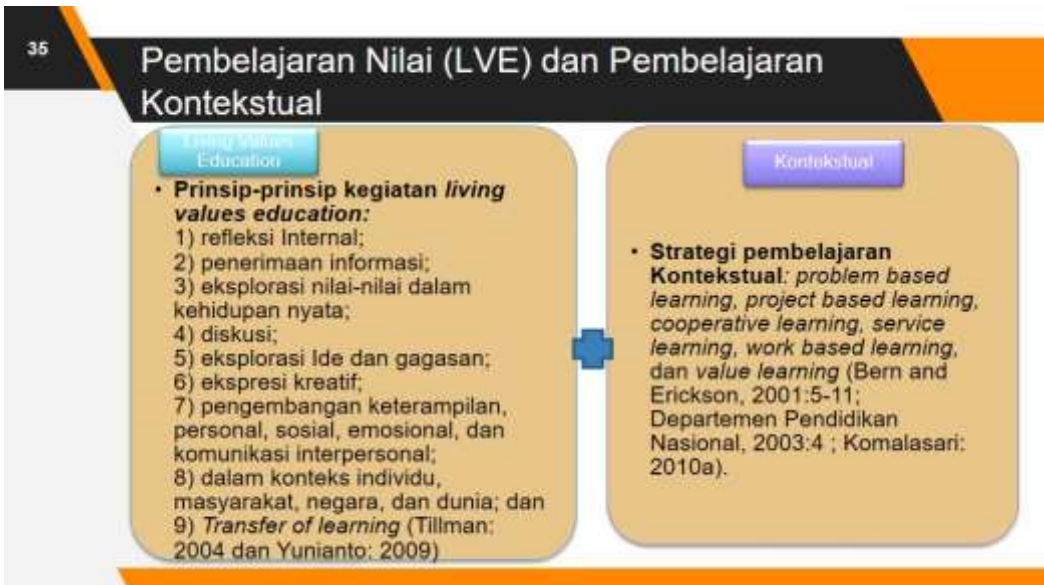 35
Pembelajaran Nilai (LVE) dan Pembelajaran
Kontekstual
Living Values
Education
• Prinsip-prinsip kegiatan living
values education:
1) refleksi Internal;
2) penerimaan informasi;
3) eksplorasi nilai-nilai dalam
kehidupan nyata;
4) diskusi;
5) eksplorasi Ide dan gagasan;
6) ekspresi kreatif;
7) pengembangan keterampilan,
personal, sosial, emosional, dan
komunikasi interpersonal;
8) dalam konteks individu,
masyarakat, negara, dan dunia; dan
9) Transfer of learning (Tillman:
2004 dan Yunianto: 2009)
Kontekstual
• Strategi pembelajaran
Kontekstual: problem based
learning, project based learning,
cooperative learning, service
learning, work based learning,
dan value learning (Bern and
Erickson, 2001:5-11;
Departemen Pendidikan
Nasional, 2003:4 ; Komalasari:
2010a).